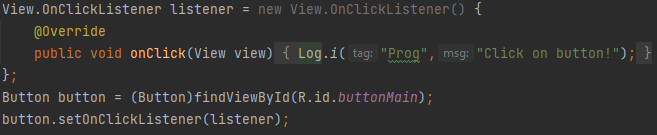 View.OnClickListener listener = new View.OnClickListener() {
@Override
public void onClick(View view) { Log.i( tag: "Prog", msg: "Click on button!"); }
};
Button button = (Button)findViewById(R.id.buttonMain);
button.setOnClickListener(listener);